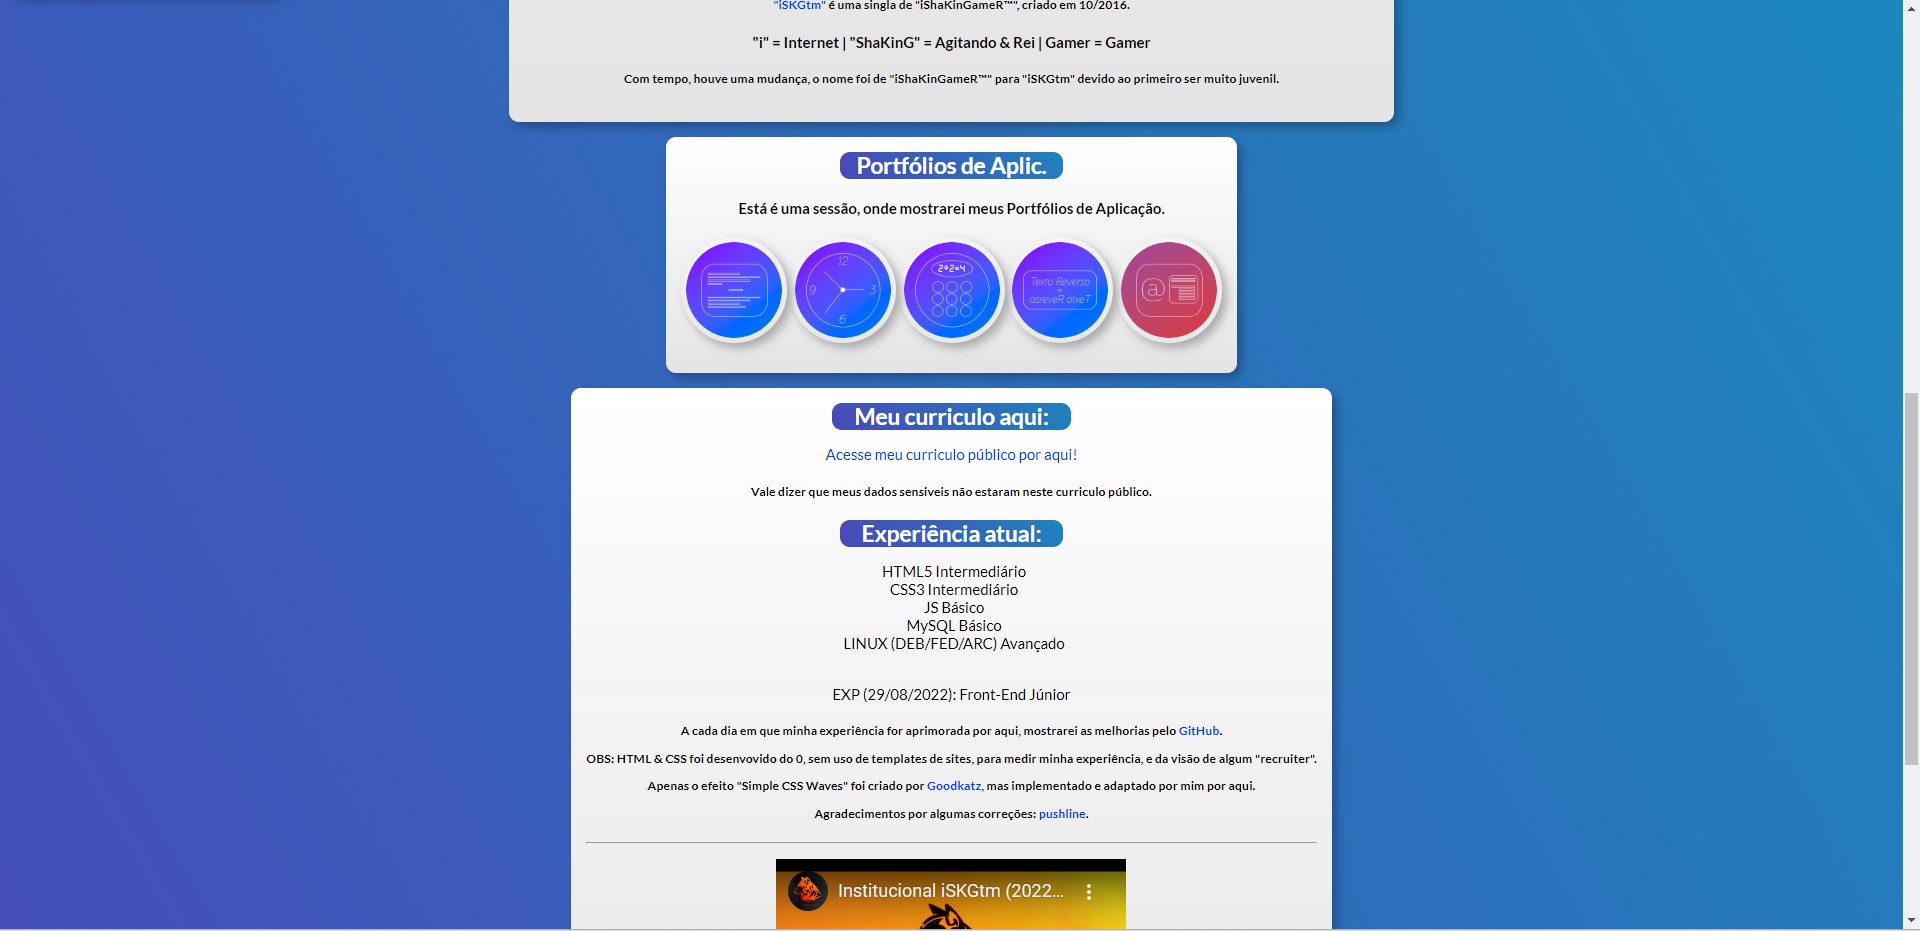 "iSKGtm" é uma singla de "iShaKinGameR™", criado em 10/2016.
"i" = Internet | "ShaKinG" = Agitando & Rei | Gamer = Gamer
Com tempo, houve uma mudança, o nome foi de "iShaKinGameR™" para "iSKGtm" devido ao primeiro ser muito juvenil.
Portfólios de Aplic.
Está é uma sessão, onde mostrarei meus Portfólios de Aplicação.
12
3
6
9
2+2=4
Texto Reverso
=
osreveR otxeT
@
Meu curriculo aqui:
Acesse meu curriculo público por aqui!
Vale dizer que meus dados sensiveis não estaram neste curriculo público.
Experiência atual:
HTML5 Intermediário
CSS3 Intermediário
JS Básico
MySQL Básico
LINUX (DEB/FED/ARC) Avançado
EXP (29/08/2022): Front-End Júnior
A cada dia em que minha experiência for aprimorada por aqui, mostrarei as melhorias pelo GitHub.
OBS: HTML & CSS foi desenvovido do 0, sem uso de templates de sites, para medir minha experiência, e da visão de algum "recruiter".
Apenas o efeito "Simple CSS Waves" foi criado por Goodkatz, mas implementado e adaptado por mim por aqui.
Agradecimentos por algumas correções: pushline.
Institucional iSKGtm (2022...